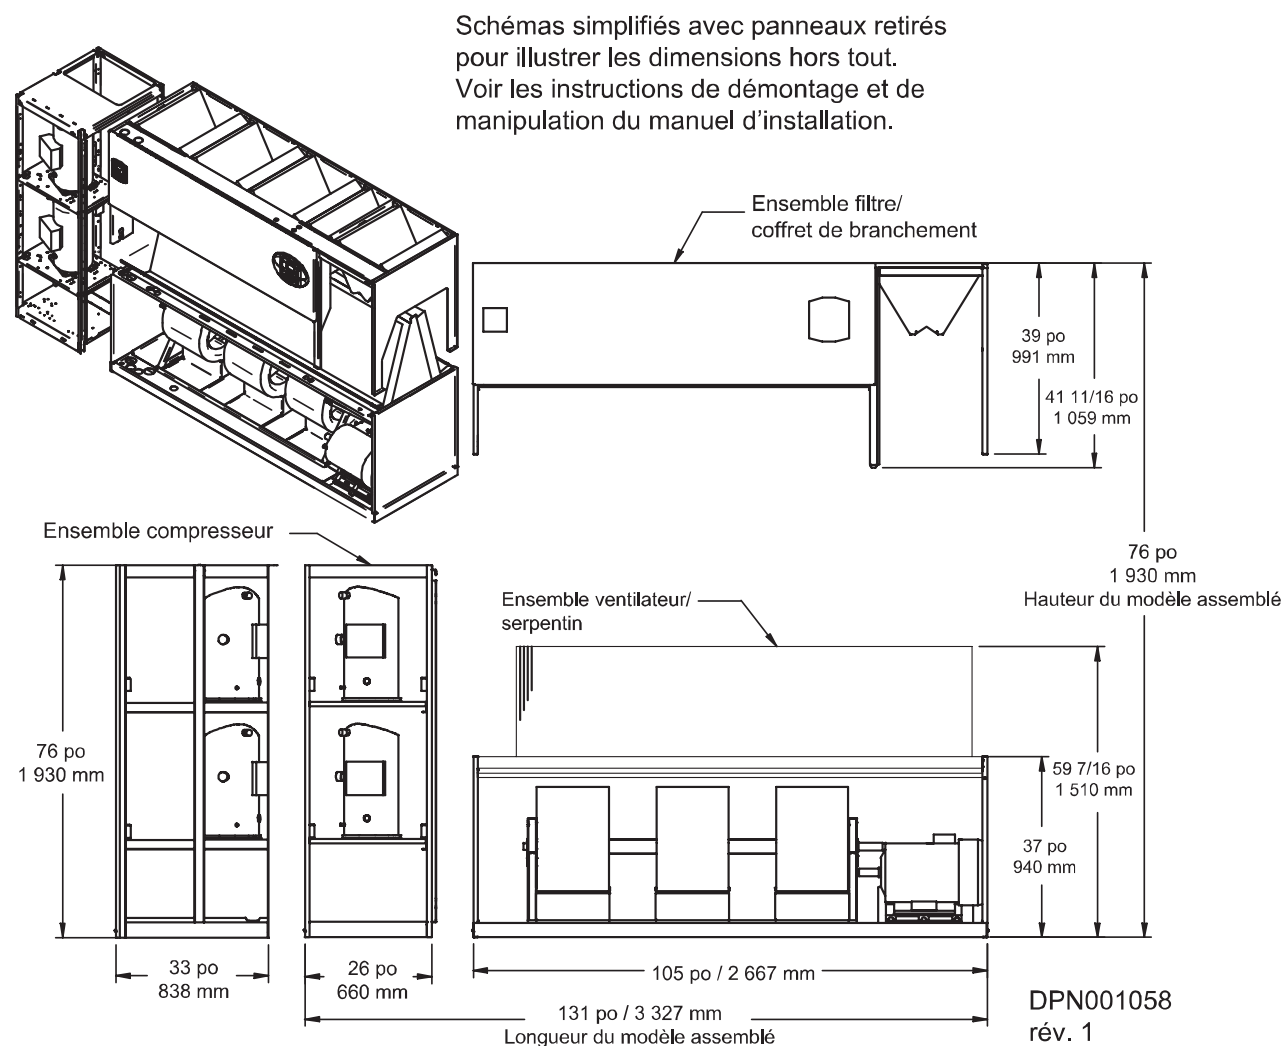 Schémas simplifiés avec panneaux retirés
pour illustrer les dimensions hors tout.
Voir les instructions de démontage et de
manipulation du manuel d'installation.
Ensemble filtre/
coffret de branchement
39 po
991 mm
41 11/16 po
1 059 mm
Ensemble compresseur
76 po
1 930 mm
Hauteur du modèle assemblé
Ensemble ventilateur/
serpentin
76 po
1 930 mm
59 7/16 po
1 510 mm
37 po
940 mm
33 po
838 mm
26 po
660 mm
105 po / 2 667 mm
131 po / 3 327 mm
Longueur du modèle assemblé
DPN001058
rév. 1